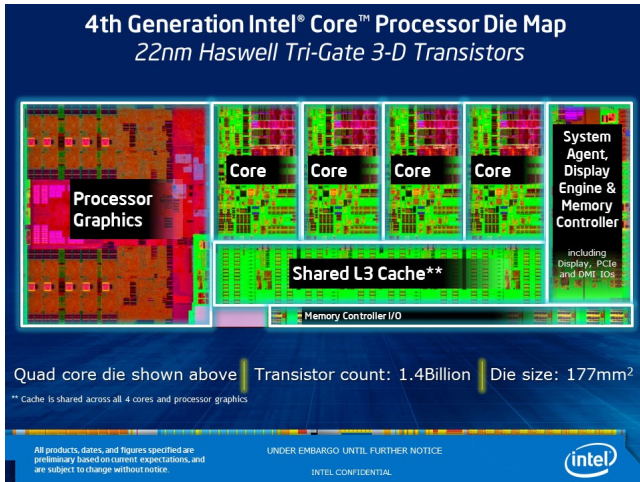 4th Generation Intel® Core™ Processor Die Map
22nm Haswell Tri-Gate 3-D Transistors
Processor
Graphics
Core
Core
Core
Core
System
Agent,
Display
Engine &
Memory
Controller
including
Display, PCIe
and DMI IOs
Shared L3 Cache**
Memory Controller I/O
Quad core die shown above
Transistor count: 1.4Billion
Die size: 177mm²
** Cache is shared across all 4 cores and processor graphics
All products, dates, and figures specified are
preliminary based on current expectations, and
are subject to change without notice.
UNDER EMBARGO UNTIL FURTHER NOTICE
INTEL CONFIDENTIAL
intel